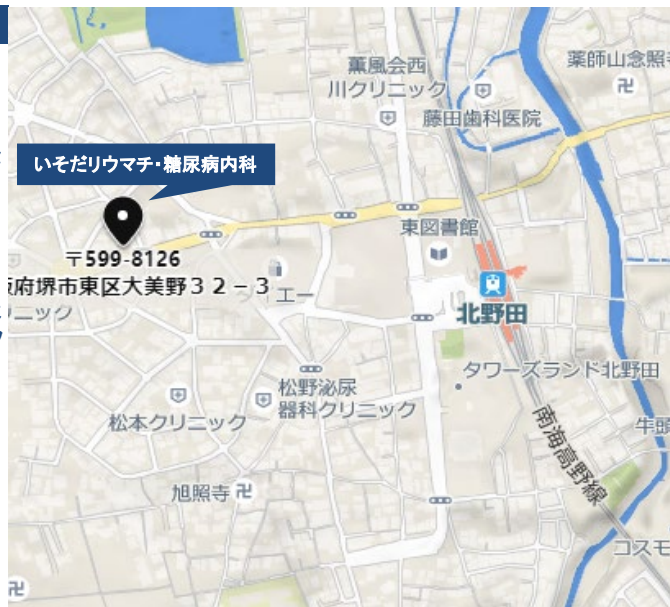 薫風会西
川クリニック
薬師山念照
藤田歯科医院
いそだリウマチ・糖尿病内科
東図書館
〒599-8126
府堺市東区大美野３２－３
イエー
ニック
北野田
タワーズランド北野田
松野泌尿
器科クリニック
松本クリニック
牛頭
南海高野線
旭照寺
コスモ